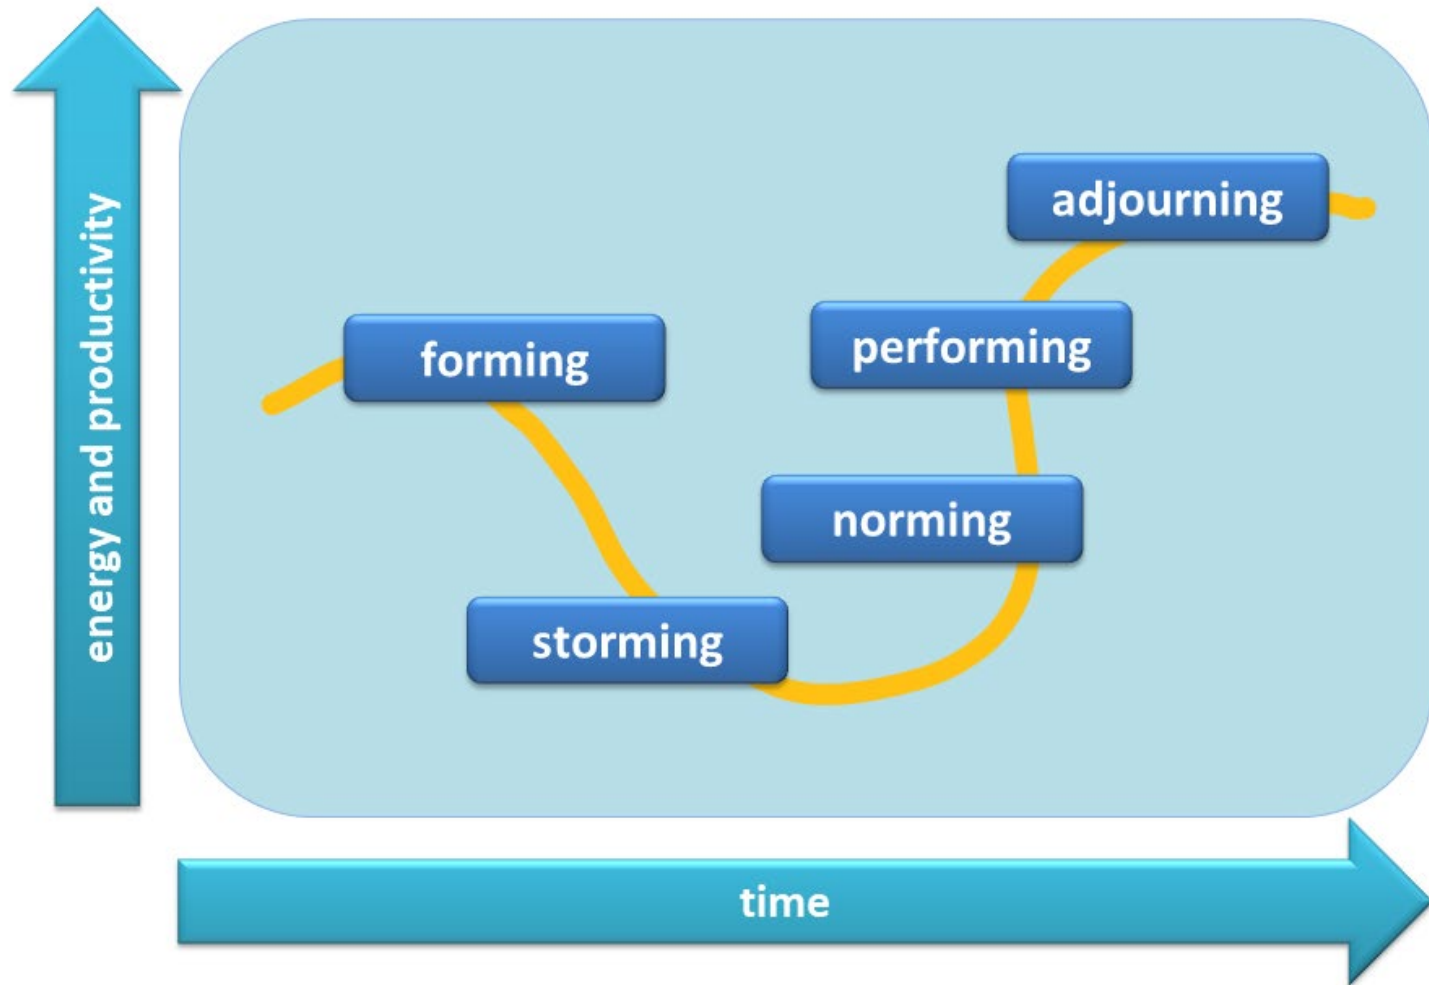 energy and productivity
adjourning
forming
performing
norming
storming
time